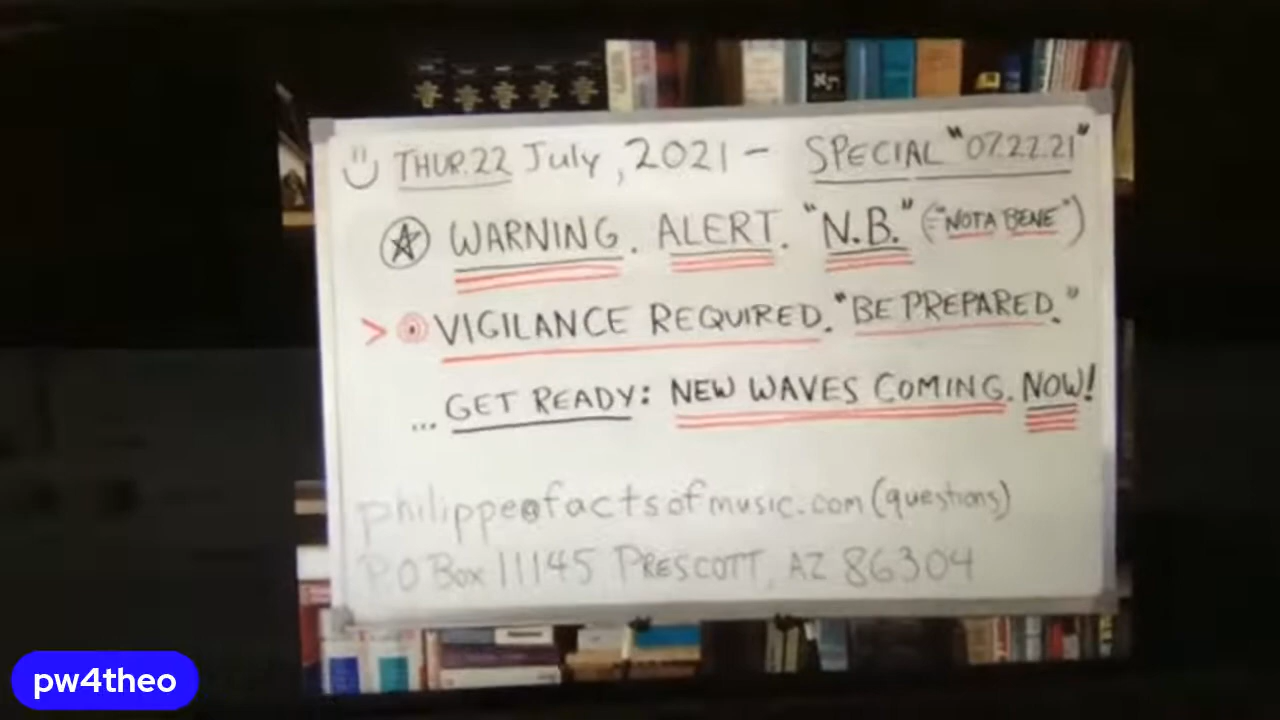 THUR. 22 July, 2021 - SPECIAL "07.22.21"
WARNING. ALERT. "N.B." (="NOTA BENE")
> VIGILANCE REQUIRED. "BE PREPARED."
... GET READY: NEW WAVES COMING. NOW!
philippe@factsofmusic.com (questions)
P.O Box 11145 PRESCOTT, AZ 86304
pw4theo